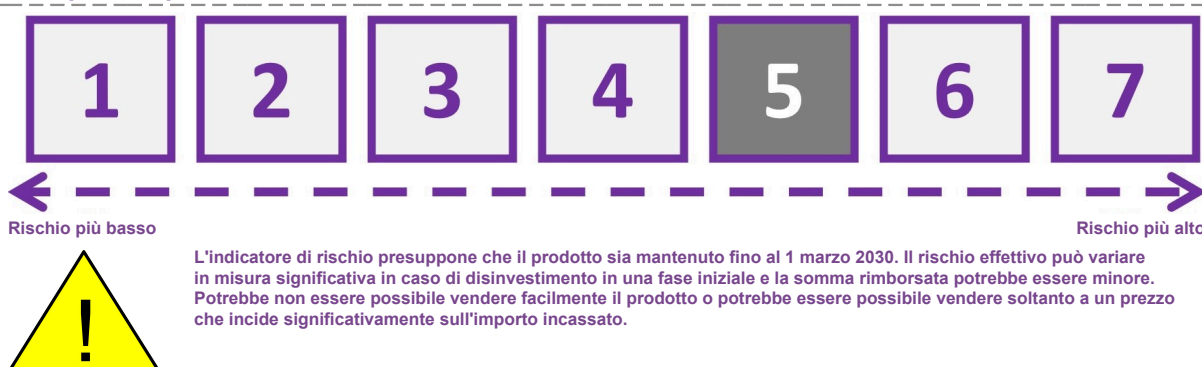 1 2 3 4 5 6 7
Rischio più basso Rischio più alto
L'indicatore di rischio presuppone che il prodotto sia mantenuto fino al 1 marzo 2030. Il rischio effettivo può variare
in misura significativa in caso di disinvestimento in una fase iniziale e la somma rimborsata potrebbe essere minore.
Potrebbe non essere possibile vendere facilmente il prodotto o potrebbe essere possibile vendere soltanto a un prezzo
che incide significativamente sull'importo incassato.
!